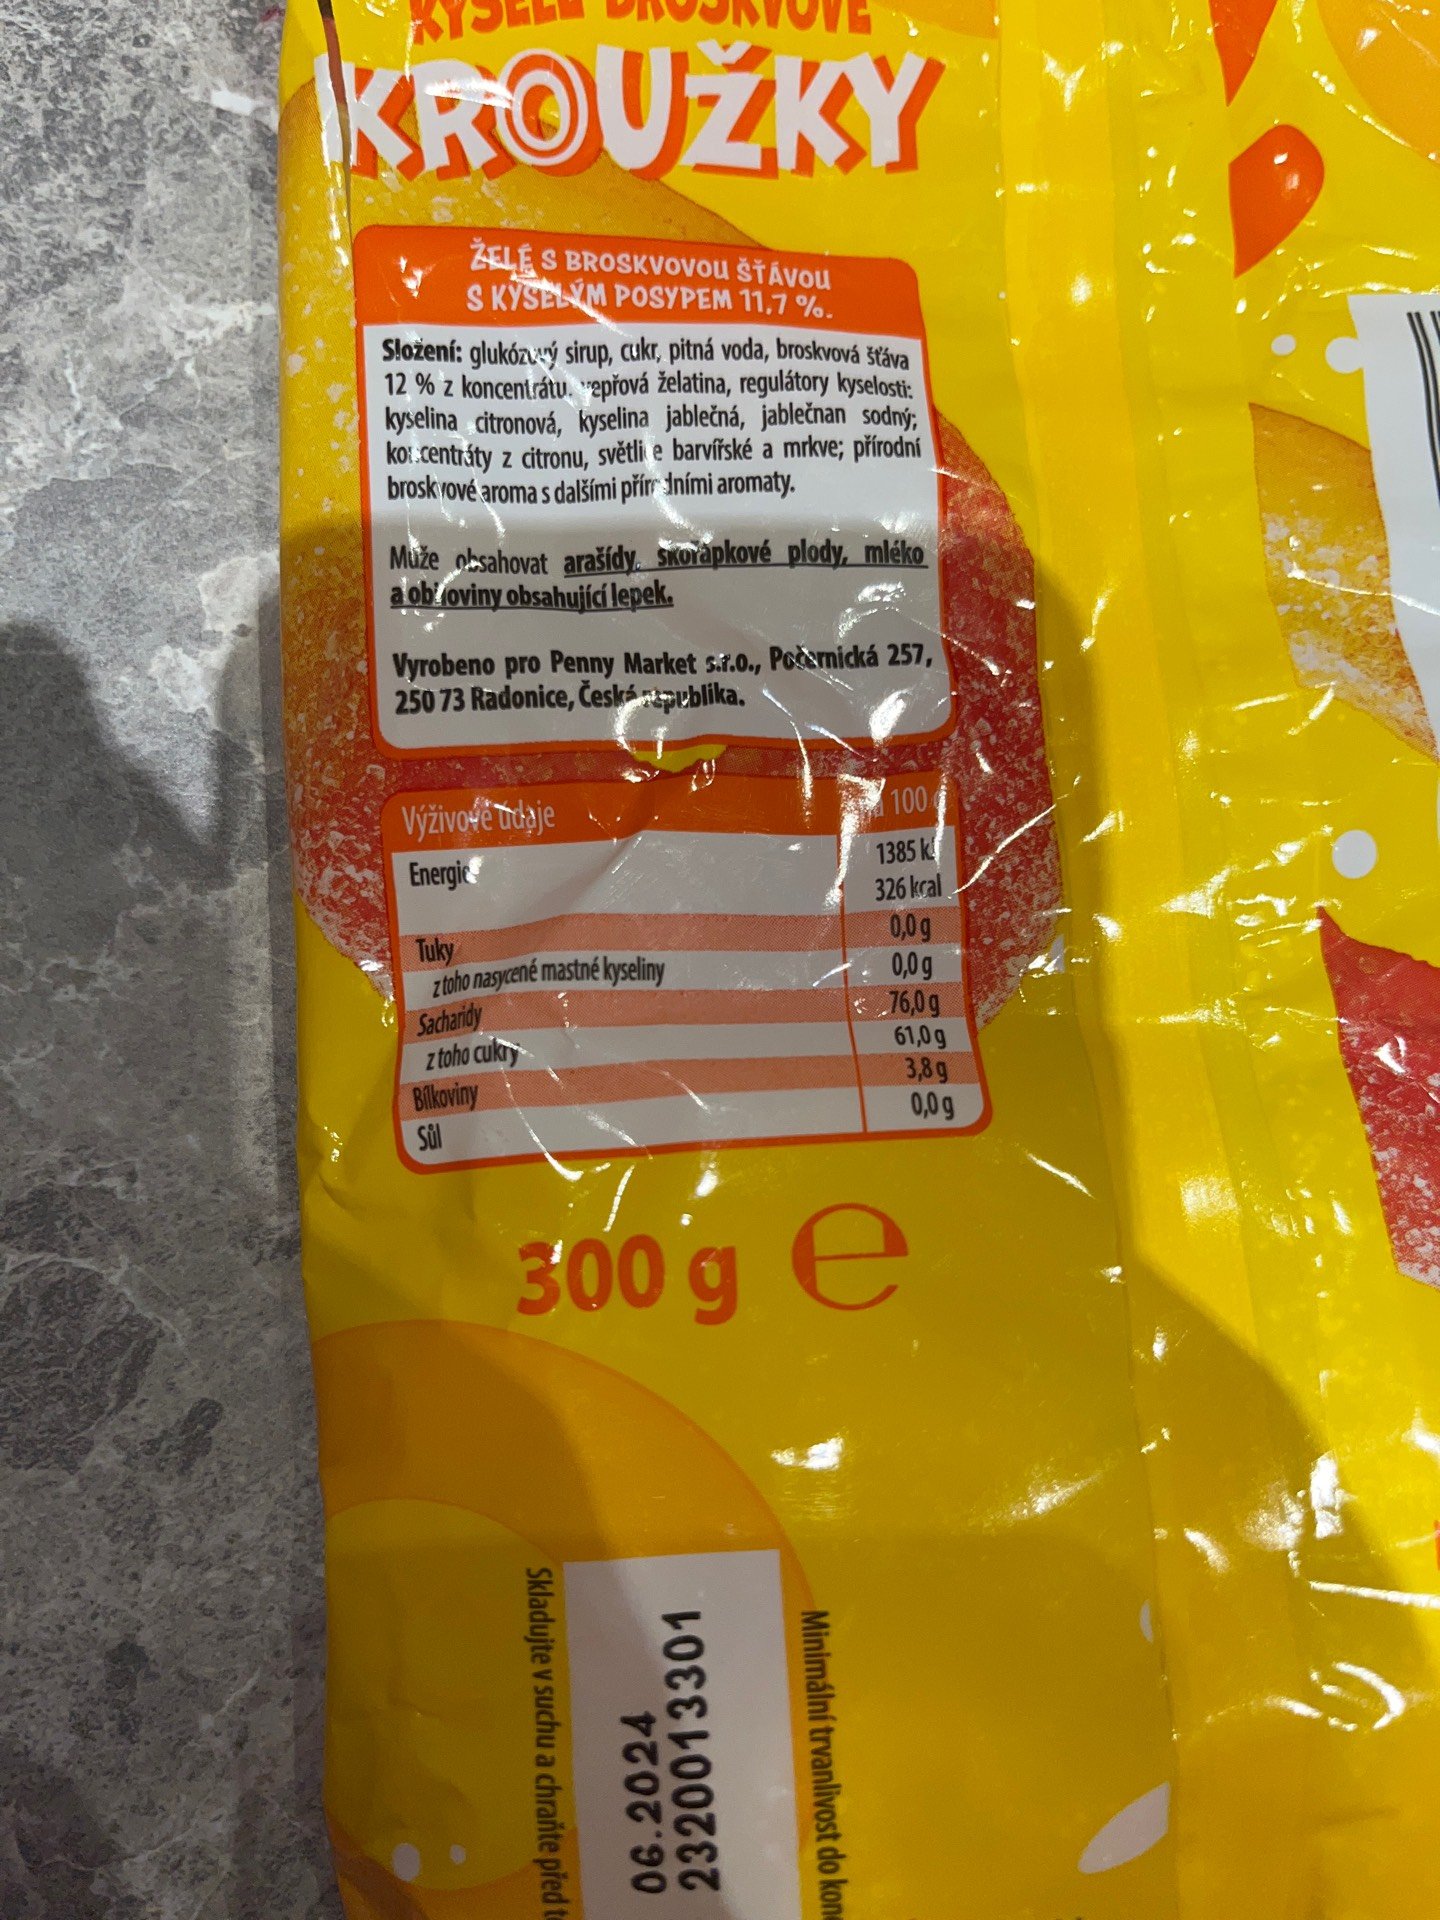 KYSELÉ BROSKVOVÉ
KROUŽKY
ŽELÉ S BROSKVOVOU ŠŤÁVOU
S KYSELÝM POSYPEM 11,7 %.
Složení: glukózový sirup, cukr, pitná voda, broskvová šťáva
12 % z koncentrátu, vepřová želatina, regulátory kyselosti:
kyselina citronová, kyselina jablečná, jablečnan sodný;
koncentráty z citronu, světlice barvířské a mrkve; přírodní
broskvové aroma s dalšími přírodními aromaty.
Může obsahovat arašídy, skořápkové plody, mléko
a obiloviny obsahující lepek.
Vyrobeno pro Penny Market s.r.o., Počernická 257,
250 73 Radonice, Česká republika.
Výživové údaje 100 g
Energie 1385 kJ
326 kcal
Tuky 0,0 g
z toho nasycené mastné kyseliny 0,0 g
Sacharidy 76,0 g
z toho cukry 61,0 g
Bílkoviny 3,8 g
Sůl 0,0 g
300 g e
Minimální trvanlivost do
06.2024
2320013301
Skladujte v suchu a chraňte před